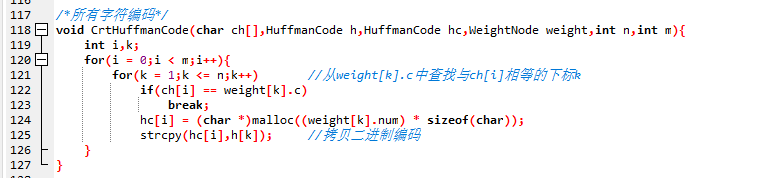 117 /*所有字符编码*/
118 void CrtHuffmanCode(char ch[],HuffmanCode h,HuffmanCode hc,WeightNode weight,int n,int m){
119 int i,k;
120 for(i = 0;i < m;i++){
121 for(k = 1;k <= n;k++) //从weight[k].c中查找与ch[i]相等的下标k
122 if(ch[i] == weight[k].c)
123 break;
124 hc[i] = (char *)malloc((weight[k].num) * sizeof(char));
125 strcpy(hc[i],h[k]); //拷贝二进制编码
126 }
127 }